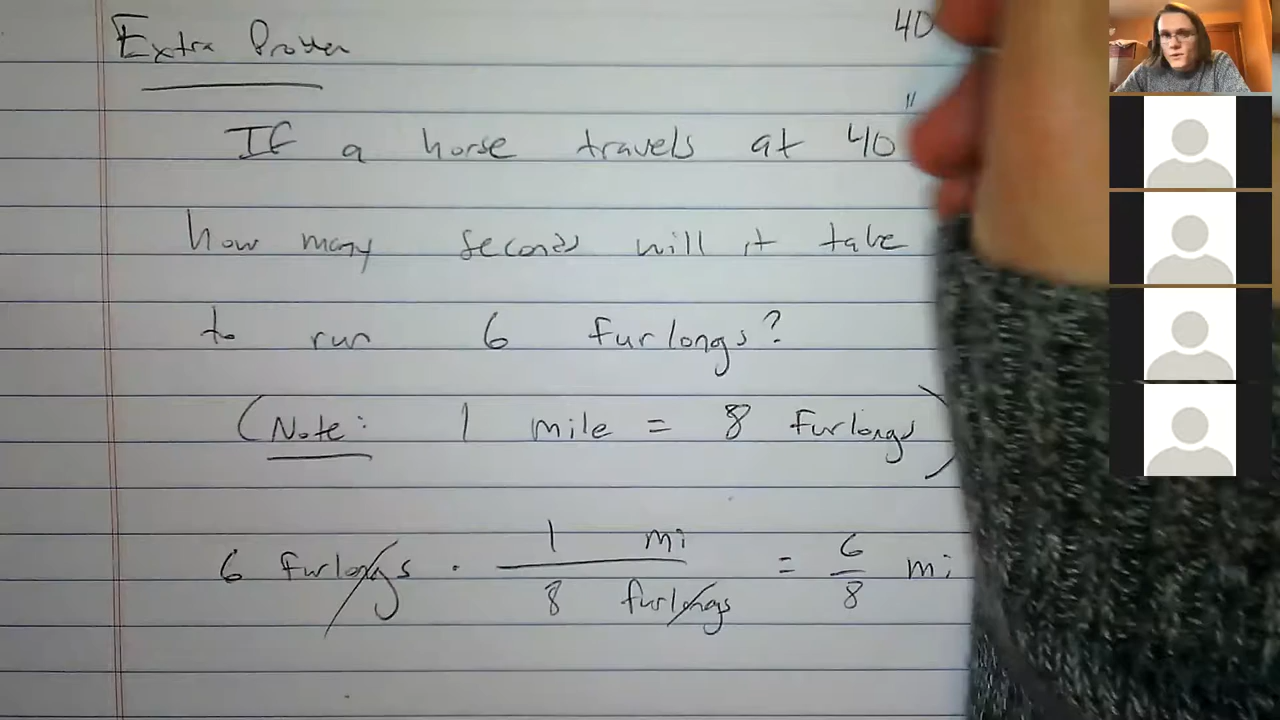 Extra Problem
40
"
If a horse travels at 40
how many seconds will it take
to run 6 furlongs?
(Note: 1 mile = 8 furlongs)
6 furlongs · 1 mi / 8 furlongs = 6/8 mi